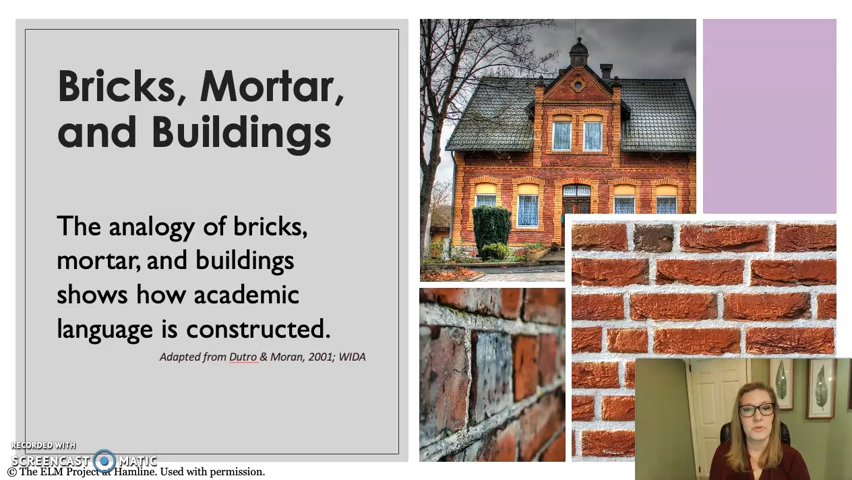 Bricks, Mortar,
and Buildings
The analogy of bricks,
mortar, and buildings
shows how academic
language is constructed.
Adapted from Dutro & Moran, 2001; WIDA
RECORDED WITH
SCREENCAST MATIC
© The ELM Project at Hamline. Used with permission.